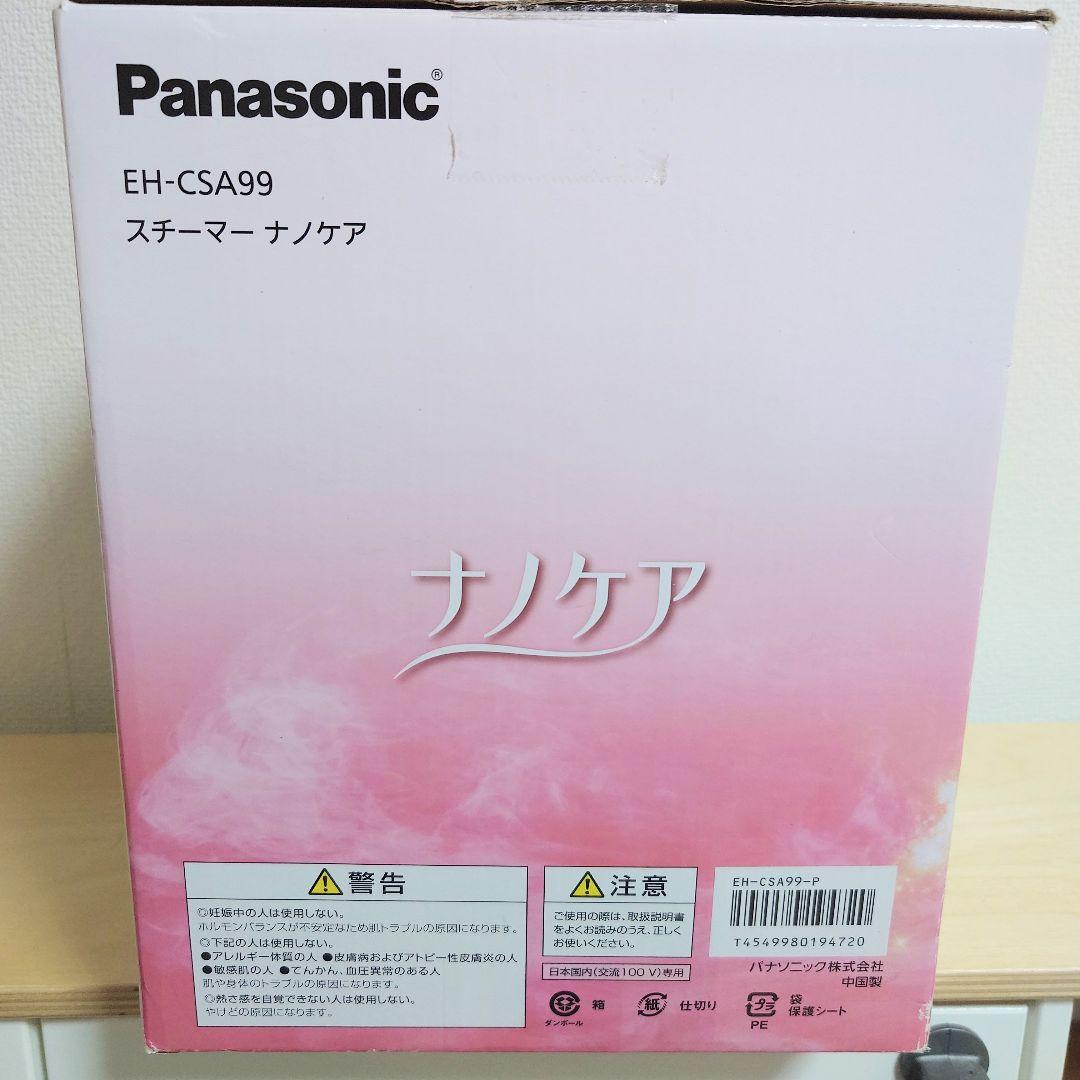 Panasonic®
EH-CSA99
スチーマー ナノケア
ナノケア
⚠警告
◎妊娠中の人は使用しない。
ホルモンバランスが不安定なため肌トラブルの原因になります。
◎下記の人は使用しない。
●アレルギー体質の人 ●皮膚病およびアトピー性皮膚炎の人
●敏感肌の人 ●てんかん、血圧異常のある人
肌や身体のトラブルの原因になります。
◎熱さ感を自覚できない人は使用しない。
やけどの原因になります。
⚠注意
ご使用の際は、取扱説明書
をよくお読みのうえ、正しく
お使いください。
日本国内(交流100 V)専用
EH-CSA99-P
T4549980194720
パナソニック株式会社
中国製
ダンボール
箱
紙
仕切り
プラ
PE
袋
保護シート